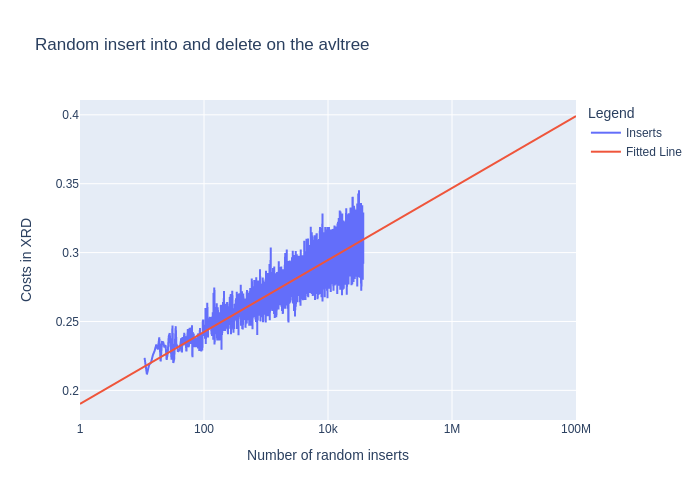 Random insert into and delete on the avltree
Legend
Inserts
Fitted Line
0.4
0.35
0.3
0.25
0.2
Costs in XRD
1
100
10k
1M
100M
Number of random inserts